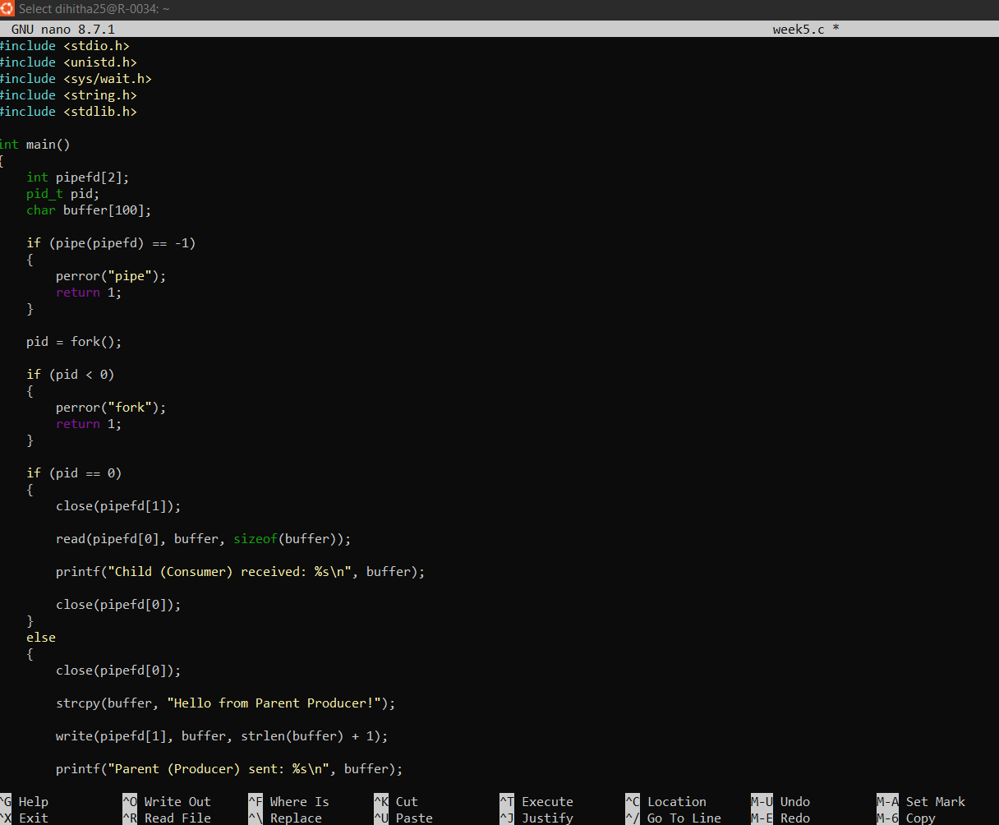 Select dihitha25@R-0034: ~
GNU nano 8.7.1 week5.c *
#include <stdio.h>
#include <unistd.h>
#include <sys/wait.h>
#include <string.h>
#include <stdlib.h>

int main()
{
    int pipefd[2];
    pid_t pid;
    char buffer[100];

    if (pipe(pipefd) == -1)
    {
        perror("pipe");
        return 1;
    }

    pid = fork();

    if (pid < 0)
    {
        perror("fork");
        return 1;
    }

    if (pid == 0)
    {
        close(pipefd[1]);

        read(pipefd[0], buffer, sizeof(buffer));

        printf("Child (Consumer) received: %s\n", buffer);

        close(pipefd[0]);
    }
    else
    {
        close(pipefd[0]);

        strcpy(buffer, "Hello from Parent Producer!");

        write(pipefd[1], buffer, strlen(buffer) + 1);

        printf("Parent (Producer) sent: %s\n", buffer);

^G Help ^O Write Out ^F Where Is ^K Cut ^T Execute ^C Location M-U Undo M-A Set Mark
^X Exit ^R Read File ^\ Replace ^U Paste ^J Justify ^/ Go To Line M-E Redo M-6 Copy